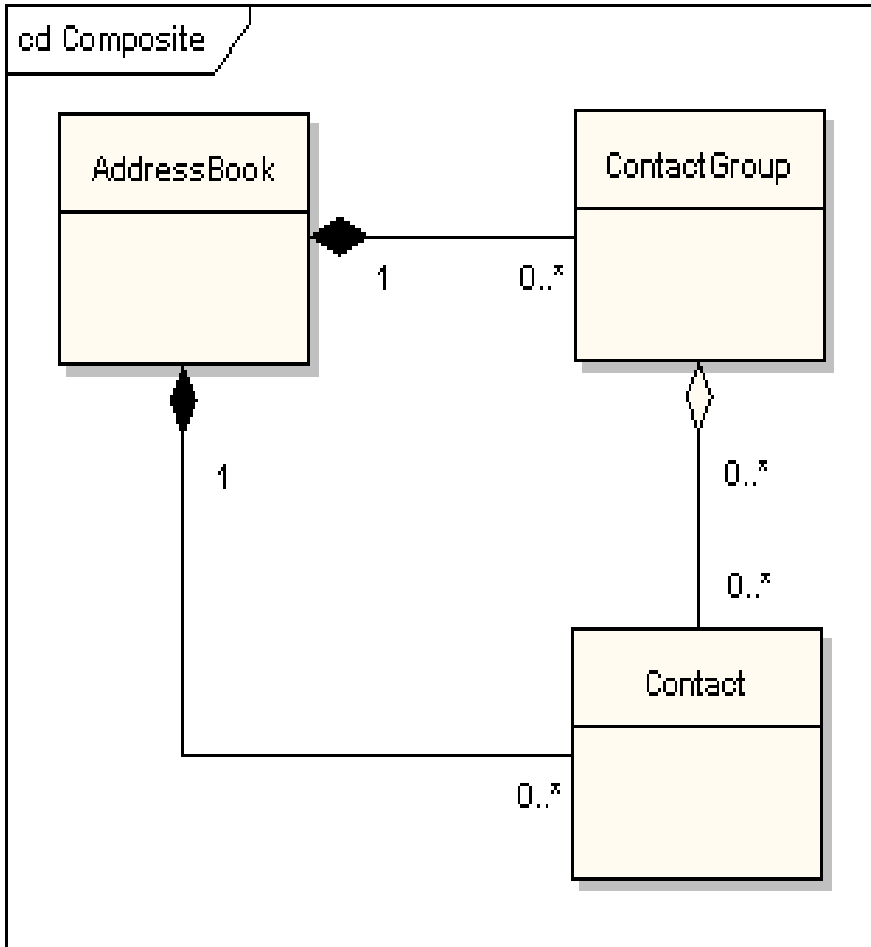 cd Composite
AddressBook
ContactGroup
1
0..*
1
0..*
0..*
Contact
0..*